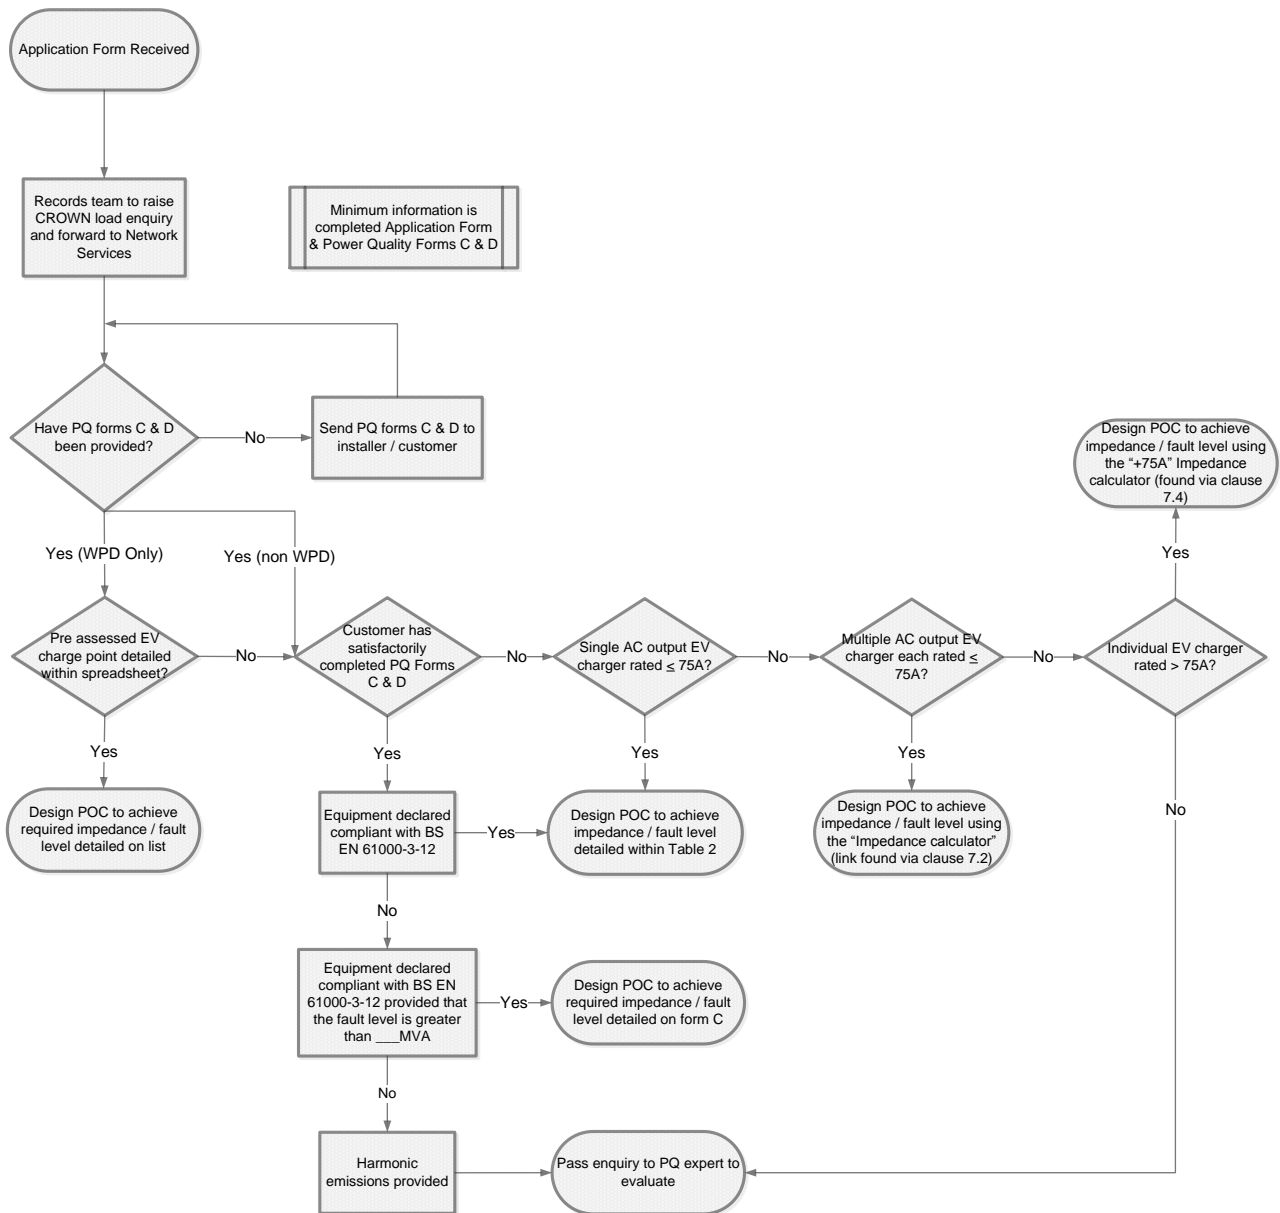 Application Form Received
Records team to raise
CROWN load enquiry
and forward to Network
Services
Minimum information is
completed Application Form
& Power Quality Forms C & D
Have PQ forms C & D
been provided?
No
Send PQ forms C & D to
installer / customer
Design POC to achieve
impedance / fault level using
the “+75A” Impedance
calculator (found via clause
7.4)
Yes
Yes (WPD Only)
Yes (non WPD)
Pre assessed EV
charge point detailed
within spreadsheet?
No
Customer has
satisfactorily
completed PQ Forms
C & D
No
Single AC output EV
charger rated ≤ 75A?
No
Multiple AC output EV
charger each rated ≤
75A?
No
Individual EV charger
rated > 75A?
Yes
Yes
Yes
Yes
No
Design POC to achieve
required impedance / fault
level detailed on list
Equipment declared
compliant with BS
EN 61000-3-12
Yes
Design POC to achieve
impedance / fault level
detailed within Table 2
Design POC to achieve
impedance / fault level using
the “Impedance calculator”
(link found via clause 7.2)
No
Equipment declared
compliant with BS EN
61000-3-12 provided that
the fault level is greater
than ___MVA
Yes
Design POC to achieve
required impedance / fault
level detailed on form C
No
Harmonic
emissions provided
Pass enquiry to PQ expert to
evaluate